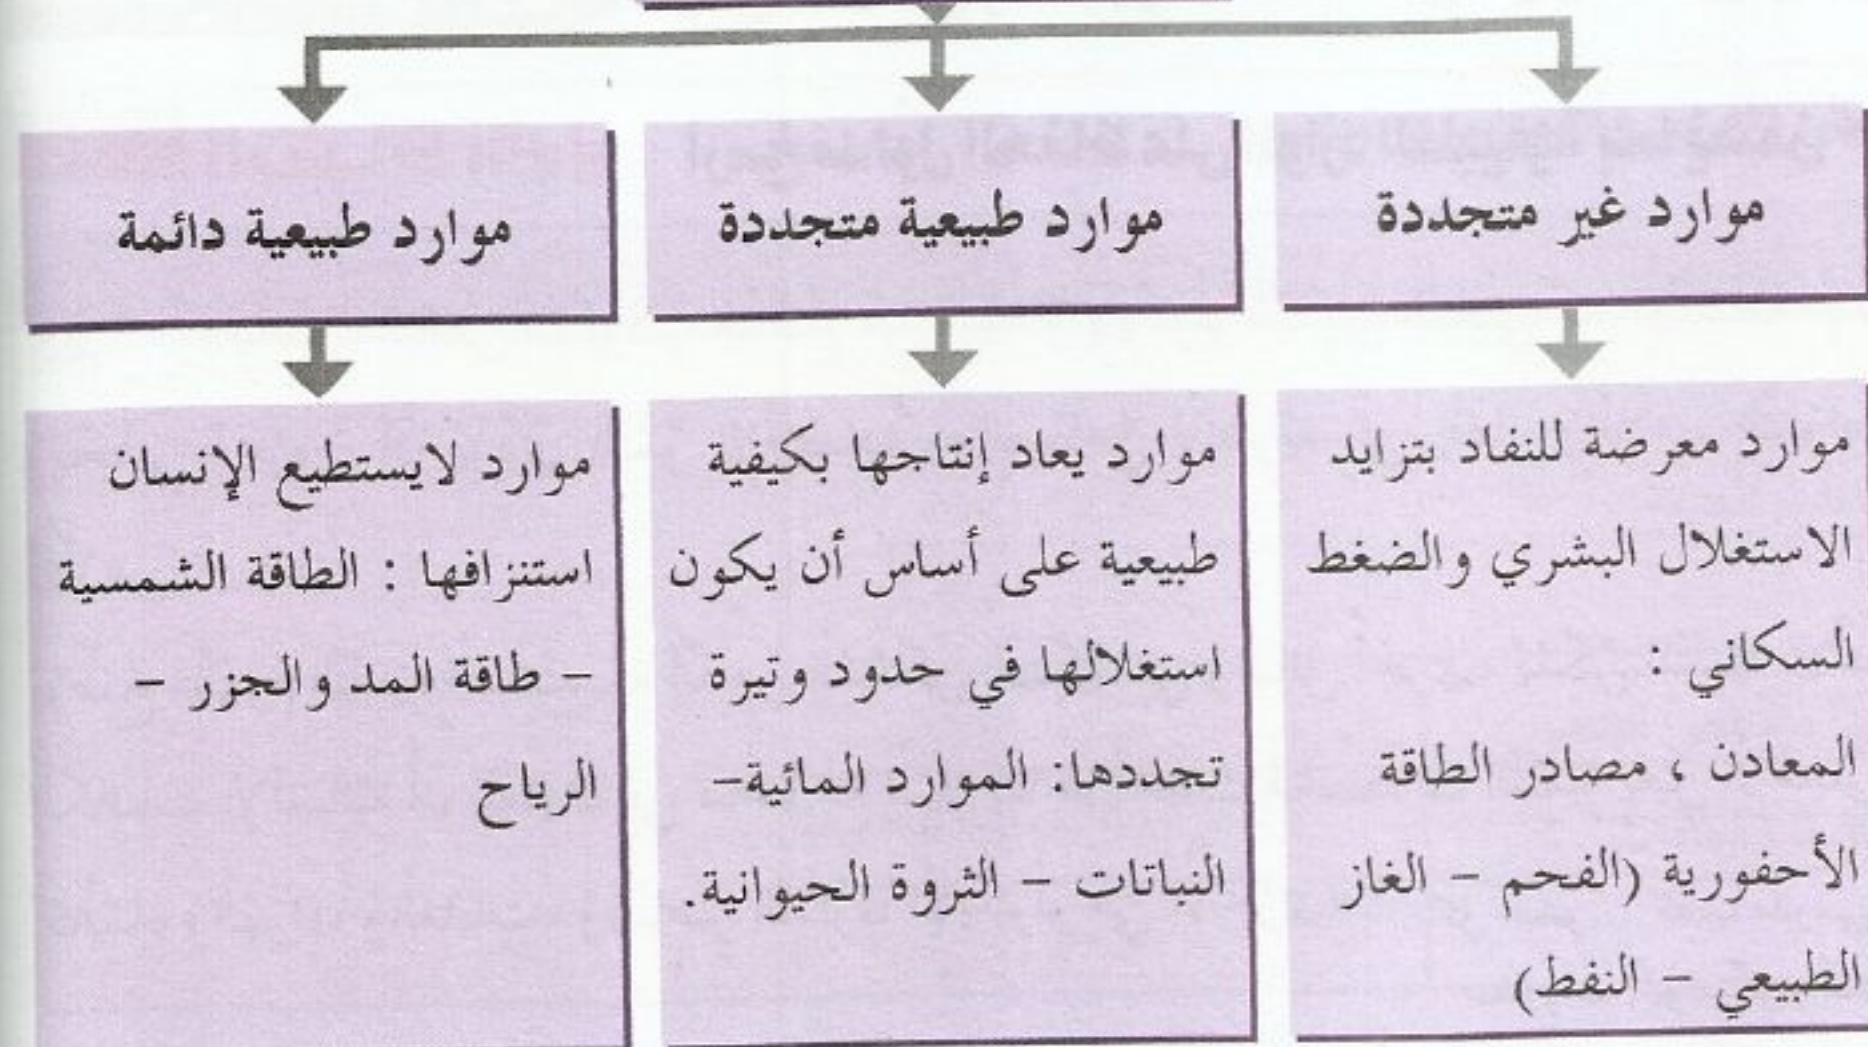 موارد غير متجددة
موارد معرضة للنفاد بتزايد
الاستغلال البشري والضغط
السكاني :
المعادن ، مصادر الطاقة
الأحفورية (الفحم – الغاز
الطبيعي – النفط)
موارد طبيعية متجددة
موارد يعاد إنتاجها بكيفية
طبيعية على أساس أن يكون
استغلالها في حدود وتيرة
تجددها: الموارد المائية–
النباتات – الثروة الحيوانية.
موارد طبيعية دائمة
موارد لايستطيع الإنسان
استنزافها : الطاقة الشمسية
– طاقة المد والجزر –
الرياح